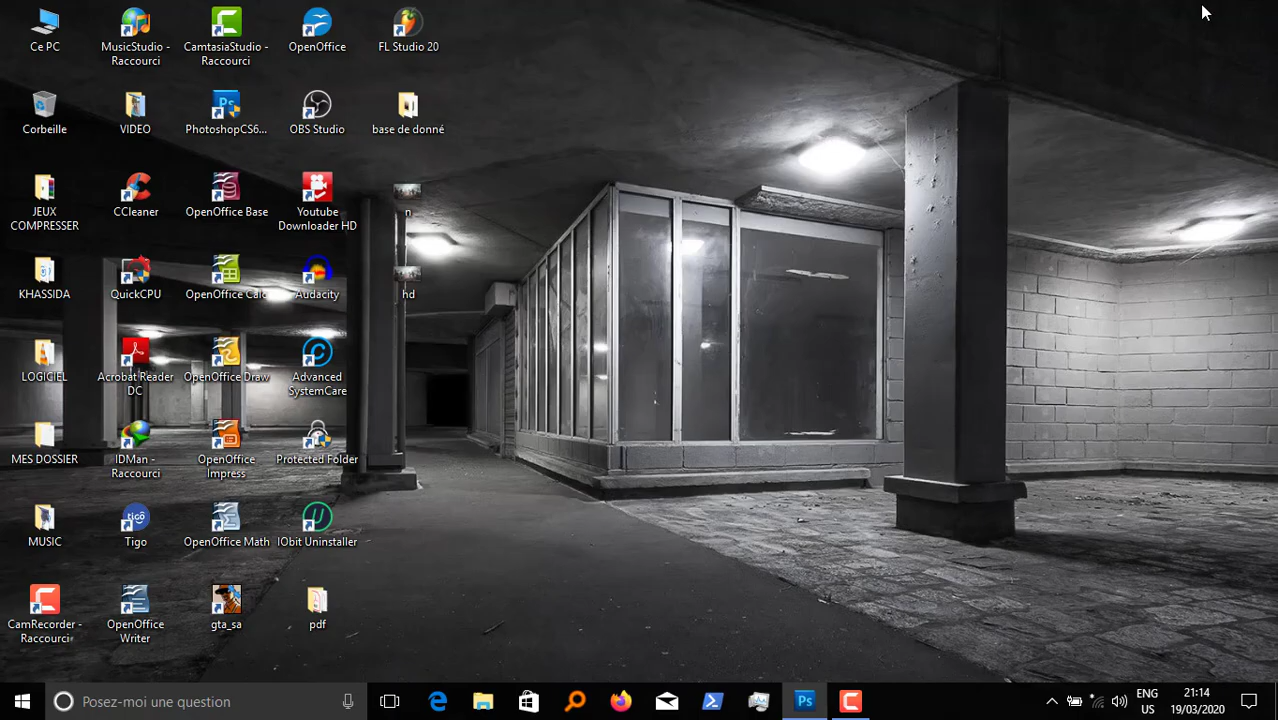 Ce PC
MusicStudio -
Raccourci
CamtasiaStudio -
Raccourci
OpenOffice
FL Studio 20
Corbeille
VIDEO
PhotoshopCS6...
OBS Studio
base de donné
JEUX
COMPRESSER
CCleaner
OpenOffice Base
Youtube
Downloader HD
n
KHASSIDA
QuickCPU
OpenOffice Calc
Audacity
hd
LOGICIEL
Acrobat Reader
DC
OpenOffice Draw
Advanced
SystemCare
MES DOSSIER
IDMan -
Raccourci
OpenOffice
Impress
Protected Folder
MUSIC
tigo
Tigo
OpenOffice Math
IObit Uninstaller
CamRecorder -
Raccourci
OpenOffice
Writer
gta_sa
pdf
Posez-moi une question
Ps
ENG
US
21:14
19/03/2020